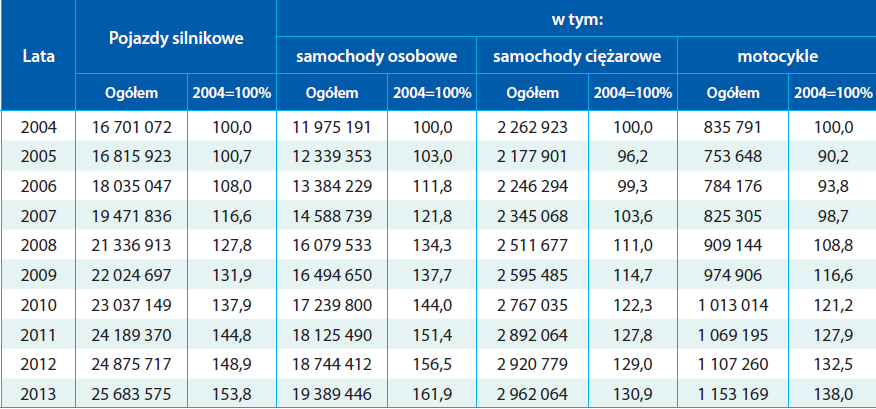 Lata Pojazdy silnikowe w tym:
samochody osobowe samochody ciężarowe motocykle
Ogółem 2004=100% Ogółem 2004=100% Ogółem 2004=100% Ogółem 2004=100%
2004 16 701 072 100,0 11 975 191 100,0 2 262 923 100,0 835 791 100,0
2005 16 815 923 100,7 12 339 353 103,0 2 177 901 96,2 753 648 90,2
2006 18 035 047 108,0 13 384 229 111,8 2 246 294 99,3 784 176 93,8
2007 19 471 836 116,6 14 588 739 121,8 2 345 068 103,6 825 305 98,7
2008 21 336 913 127,8 16 079 533 134,3 2 511 677 111,0 909 144 108,8
2009 22 024 697 131,9 16 494 650 137,7 2 595 485 114,7 974 906 116,6
2010 23 037 149 137,9 17 239 800 144,0 2 767 035 122,3 1 013 014 121,2
2011 24 189 370 144,8 18 125 490 151,4 2 892 064 127,8 1 069 195 127,9
2012 24 875 717 148,9 18 744 412 156,5 2 920 779 129,0 1 107 260 132,5
2013 25 683 575 153,8 19 389 446 161,9 2 962 064 130,9 1 153 169 138,0